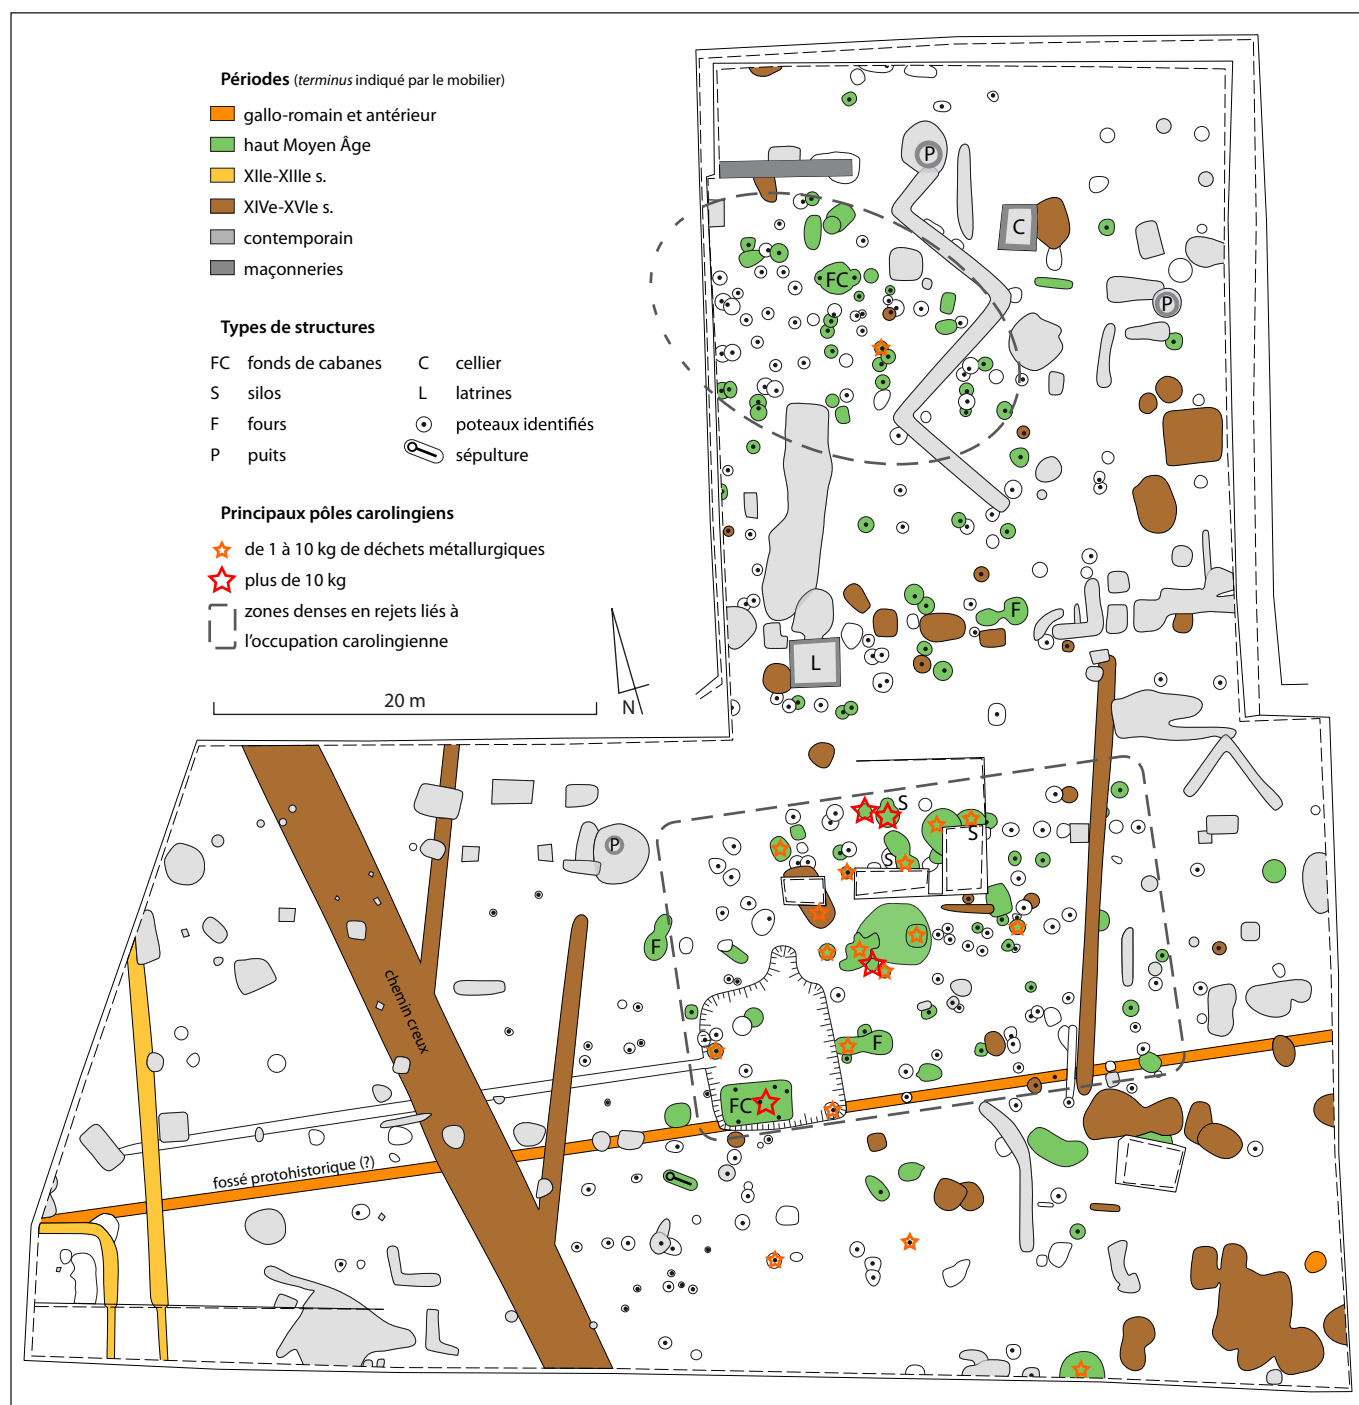 Périodes (terminus indiqué par le mobilier)
gallo-romain et antérieur
haut Moyen Âge
XIIe-XIIIe s.
XIVe-XVIe s.
contemporain
maçonneries
Types de structures
FC fonds de cabanes
S silos
F fours
P puits
C cellier
L latrines
poteaux identifiés
sépulture
Principaux pôles carolingiens
de 1 à 10 kg de déchets métallurgiques
plus de 10 kg
zones denses en rejets liés à
l'occupation carolingienne
20 m
N
P
C
FC
P
F
L
S
S
S
P
F
chemin creux
F
FC
fossé protohistorique (?)